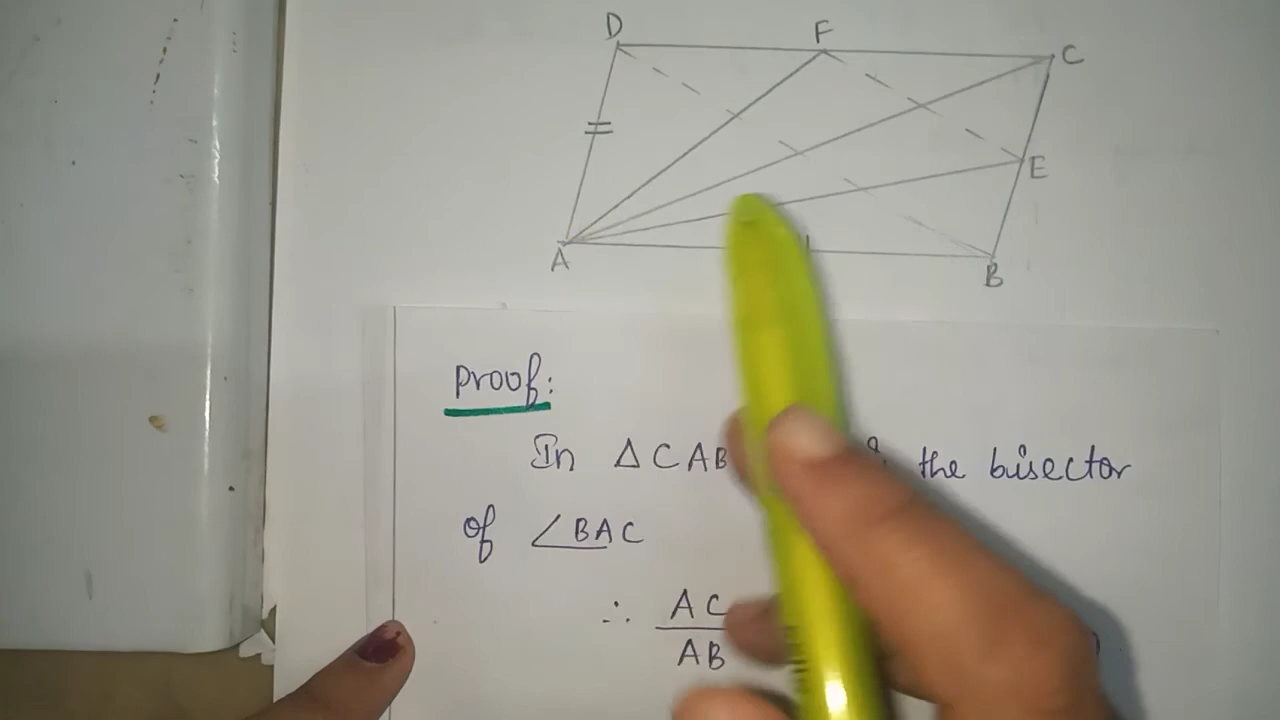 D F C
E
A B
Proof:
In △CAB the bisector
of ∠BAC
∴ AC
AB